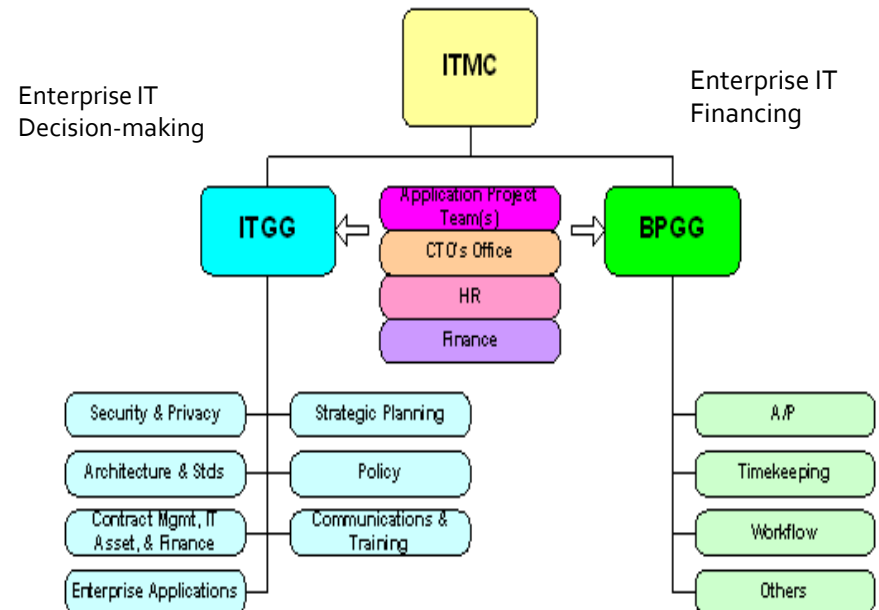 ITMC
Enterprise IT
Decision-making
Enterprise IT
Financing
ITGG
Application Project
Team(s)
CTO's Office
HR
Finance
BPGG
Security & Privacy
Strategic Planning
A/P
Architecture & Stds
Policy
Timekeeping
Contract Mgmt, IT
Asset, & Finance
Communications &
Training
Workflow
Enterprise Applications
Others